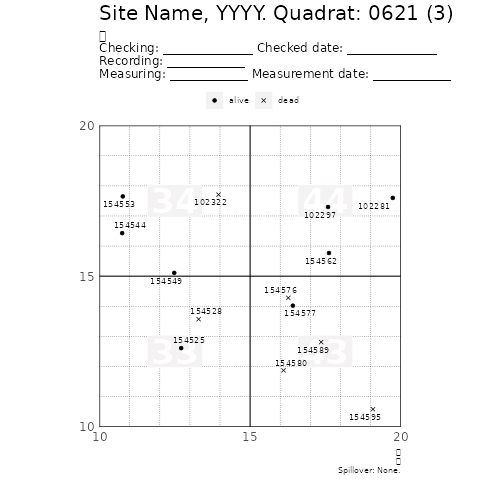 Site Name, YYYY. Quadrat: 0621 (3)
Checking: ____________ Checked date: ____________
Recording: ____________
Measuring: ____________ Measurement date: ____________
alive dead
20
34 44
154553 102322 102297 102281
154544
154562
15
154549
154576
154528 154577
154525
154589
33 43
154580
154595
10
10 15 20
Spillover: None.